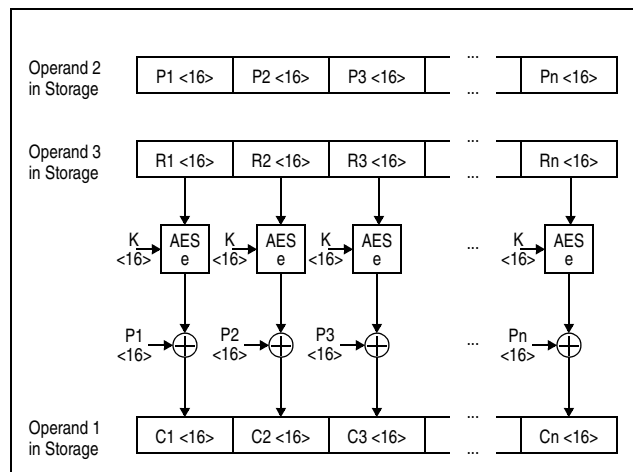 Operand 2
in Storage
P1 <16> P2 <16> P3 <16> ... ... Pn <16>
Operand 3
in Storage
R1 <16> R2 <16> R3 <16> ... ... Rn <16>
K <16> AES e K <16> AES e K <16> AES e ... K <16> AES e
P1 <16> P2 <16> P3 <16> ... Pn <16>
Operand 1
in Storage
C1 <16> C2 <16> C3 <16> ... ... Cn <16>